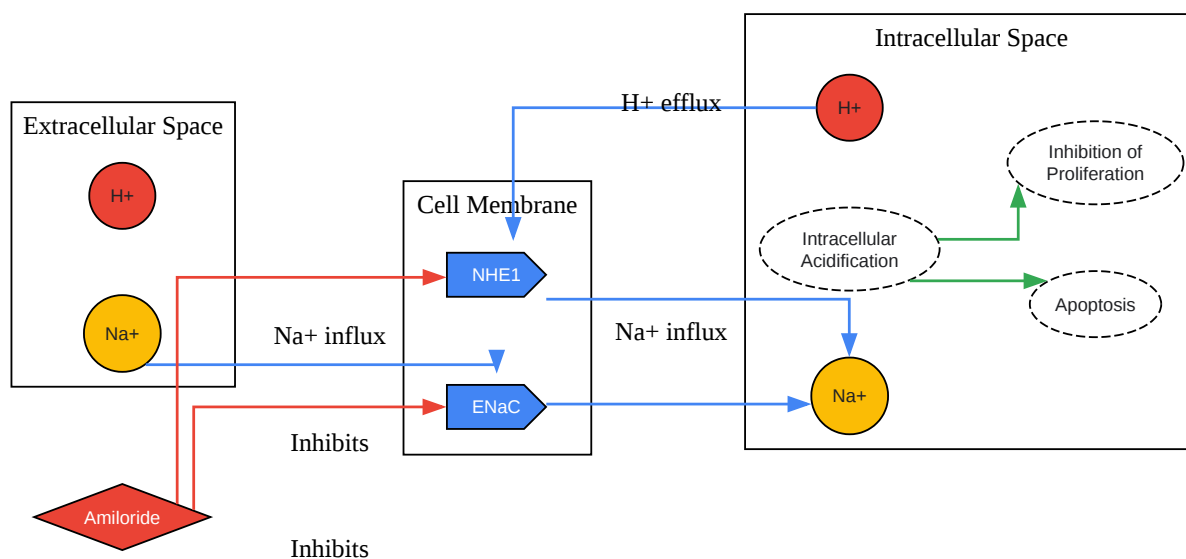 Intracellular Space
H+ efflux
H+
Extracellular Space
Inhibition of
Proliferation
H+
Cell Membrane
Intracellular
Acidification
NHE1
Apoptosis
Na+
Na+ influx
Na+ influx
Na+
ENaC
Inhibits
Amiloride
Inhibits